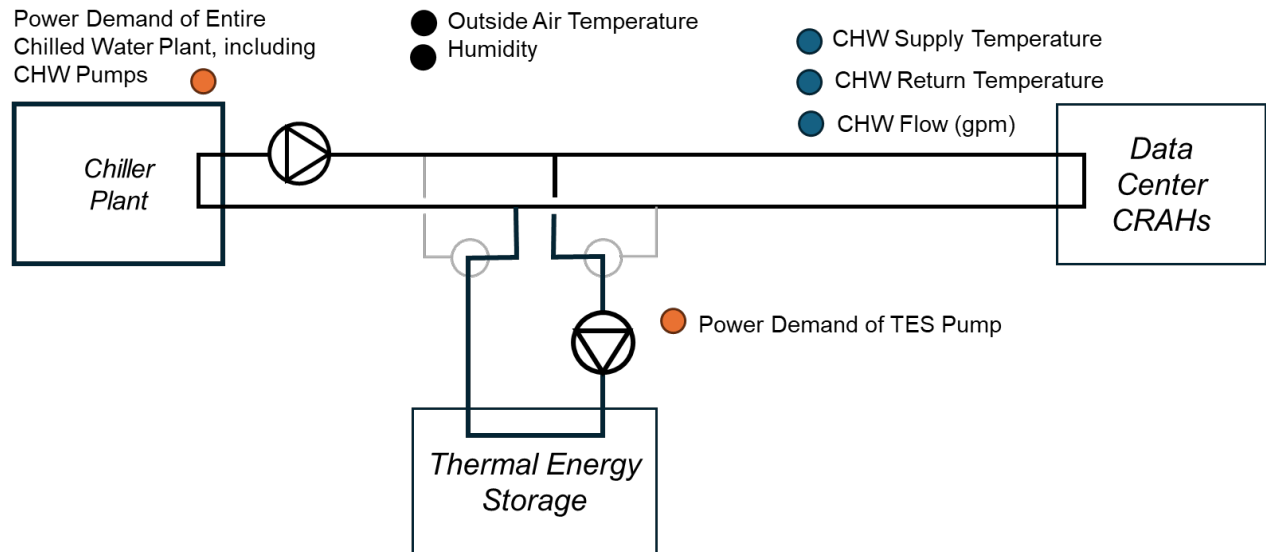 Power Demand of Entire
Chilled Water Plant, including
CHW Pumps
Outside Air Temperature
Humidity
CHW Supply Temperature
CHW Return Temperature
CHW Flow (gpm)
Chiller
Plant
Data
Center
CRAHs
Power Demand of TES Pump
Thermal Energy
Storage